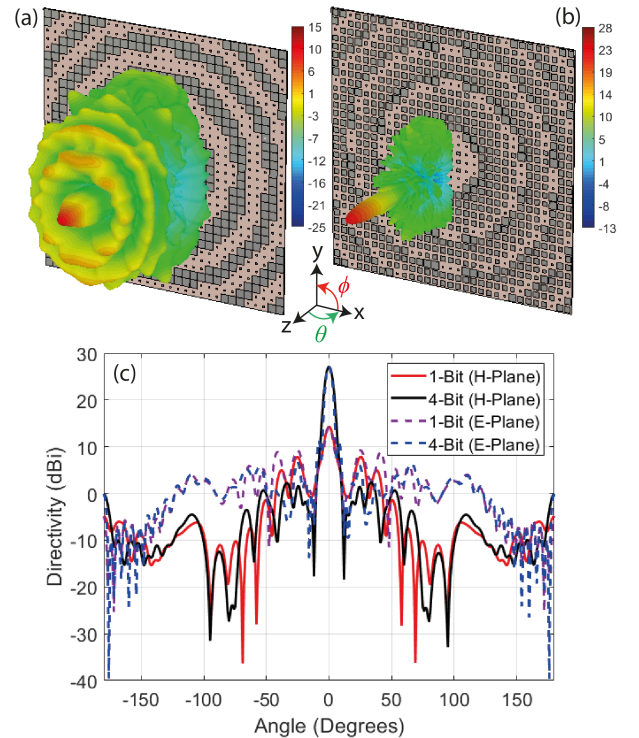 (a)
15
10
6
1
-3
-7
-12
-16
-21
-25
(b)
28
23
19
14
10
5
1
-4
-8
-13
y
x
z
ϕ
θ
(c)
1-Bit (H-Plane)
4-Bit (H-Plane)
1-Bit (E-Plane)
4-Bit (E-Plane)
Directivity (dBi)
30
20
10
0
-10
-20
-30
-40
-150 -100 -50 0 50 100 150
Angle (Degrees)